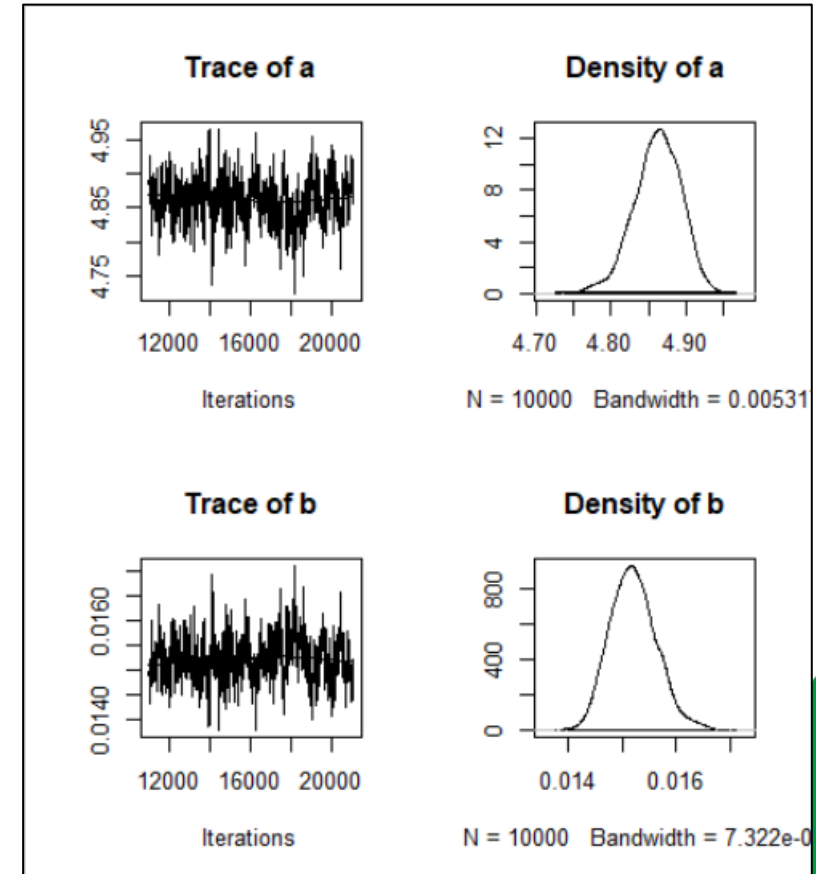 Trace of a
Density of a
4.75 4.85 4.95
0 4 8 12
12000 16000 20000
4.70 4.80 4.90
Iterations
N = 10000 Bandwidth = 0.00531
Trace of b
Density of b
0.0140 0.0160
0 400 800
12000 16000 20000
0.014 0.016
Iterations
N = 10000 Bandwidth = 7.322e-0